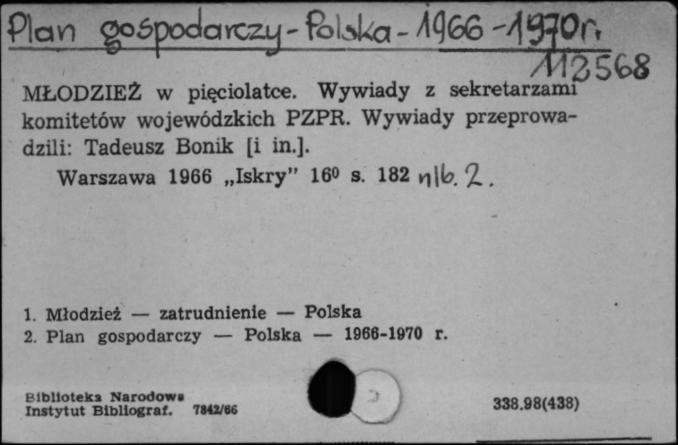 Plan gospodarczy - Polska - 1966 - 1970 r.
112568
MŁODZIEŻ w pięciolatce. Wywiady z sekretarzami
komitetów wojewódzkich PZPR. Wywiady przeprowa-
dzili: Tadeusz Bonik [i in.].
Warszawa 1966 „Iskry” 16⁰ s. 182 nlb. 2.
1. Młodzież — zatrudnienie — Polska
2. Plan gospodarczy — Polska — 1966-1970 r.
Biblioteka Narodowa
Instytut Bibliograf. 7842/66
338.98(438)